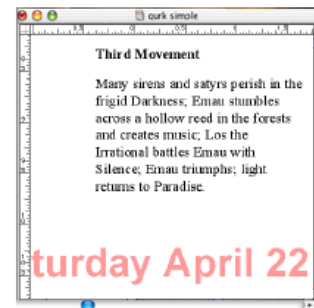 ourk simple
Third Movement
Many sirens and satyrs perish in the
frigid Darkness; Emau stumbles
across a hollow reed in the forests
and creates music; Los the
Irrational battles Emau with
Silence; Emau triumphs; light
returns to Paradise.
turday April 22